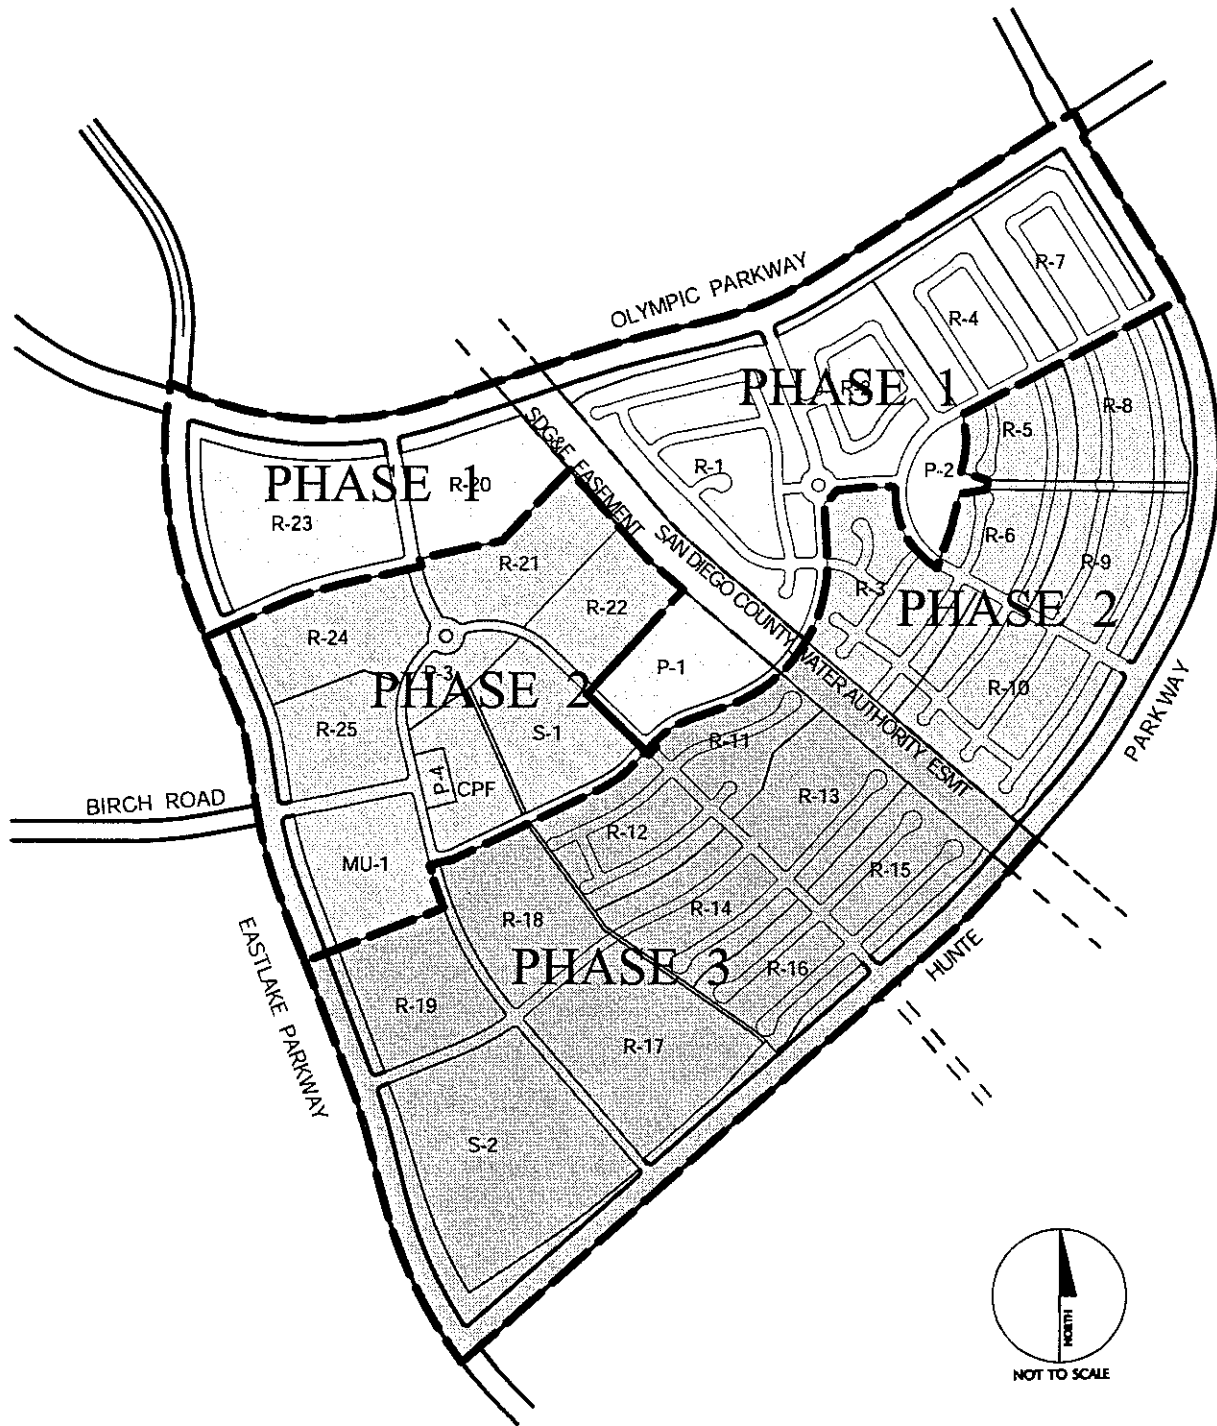 OLYMPIC PARKWAY
R-7
R-4
PHASE 1
R-8
R-5
R-1
P-2
SDG&E EASEMENT
PHASE 1
R-20
R-23
R-6
R-9
SAN DIEGO COUNTY WATER AUTHORITY ESMT
R-21
R-22
R-3
PHASE 2
R-24
P-3
P-1
R-10
PHASE 2
R-25
S-1
R-11
PARKWAY
BIRCH ROAD
P-4
CPF
R-13
R-12
MU-1
R-15
R-14
R-18
PHASE 3
R-16
HUNTE
R-19
EASTLAKE PARKWAY
R-17
S-2
NORTH
NOT TO SCALE